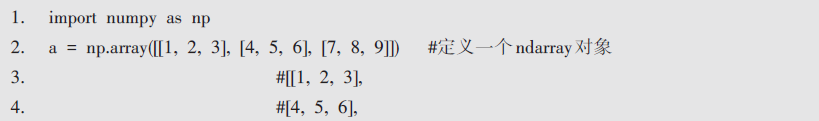 1. import numpy as np
2. a = np.array([[1, 2, 3], [4, 5, 6], [7, 8, 9]]) #定义一个ndarray对象
3. #[[1, 2, 3],
4. #[4, 5, 6],